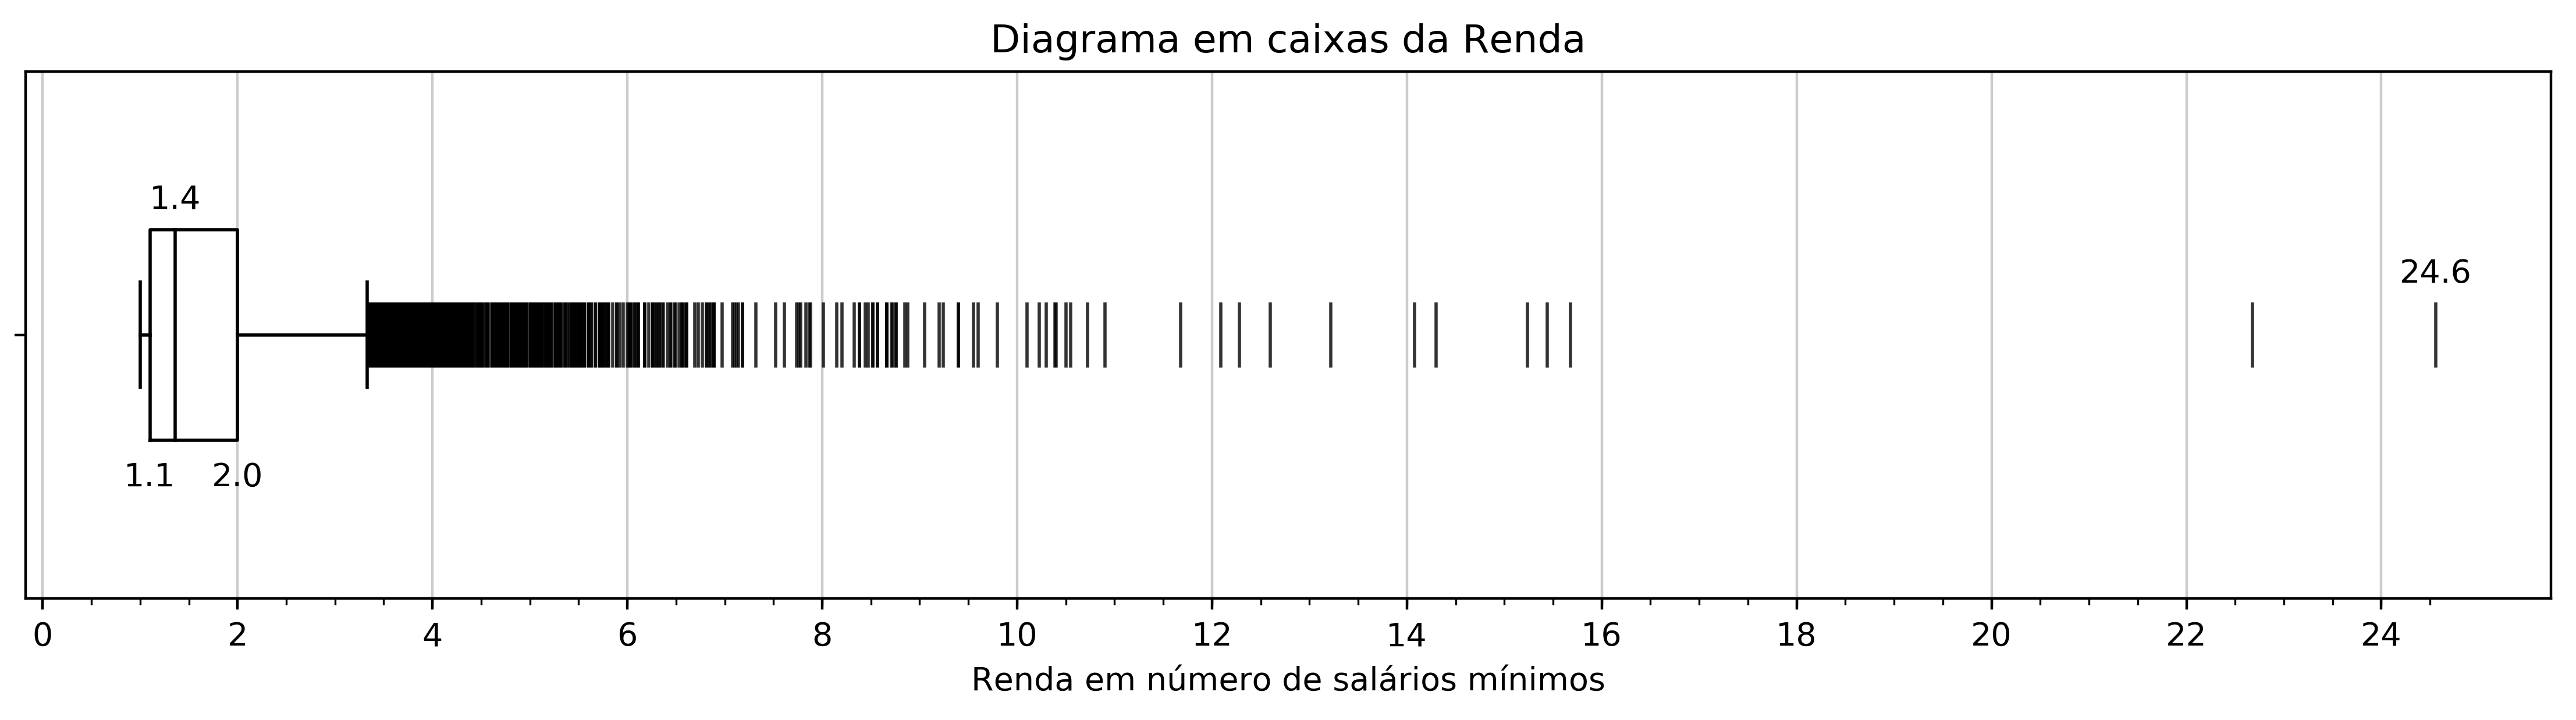 Diagrama em caixas da Renda
1.4
24.6
1.1 2.0
0 2 4 6 8 10 12 14 16 18 20 22 24
Renda em número de salários mínimos